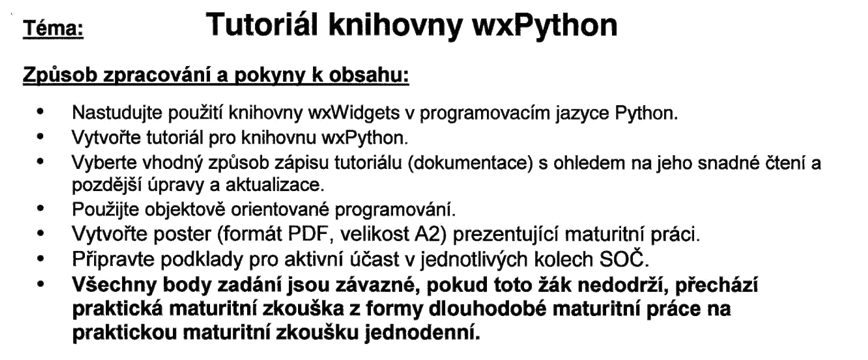 Téma: Tutoriál knihovny wxPython
Způsob zpracování a pokyny k obsahu:
• Nastudujte použití knihovny wxWidgets v programovacím jazyce Python.
• Vytvořte tutoriál pro knihovnu wxPython.
• Vyberte vhodný způsob zápisu tutoriálu (dokumentace) s ohledem na jeho snadné čtení a
pozdější úpravy a aktualizace.
• Použijte objektově orientované programování.
• Vytvořte poster (formát PDF, velikost A2) prezentující maturitní práci.
• Připravte podklady pro aktivní účast v jednotlivých kolech SOČ.
• Všechny body zadání jsou závazné, pokud toto žák nedodrží, přechází
praktická maturitní zkouška z formy dlouhodobé maturitní práce na
praktickou maturitní zkoušku jednodenní.